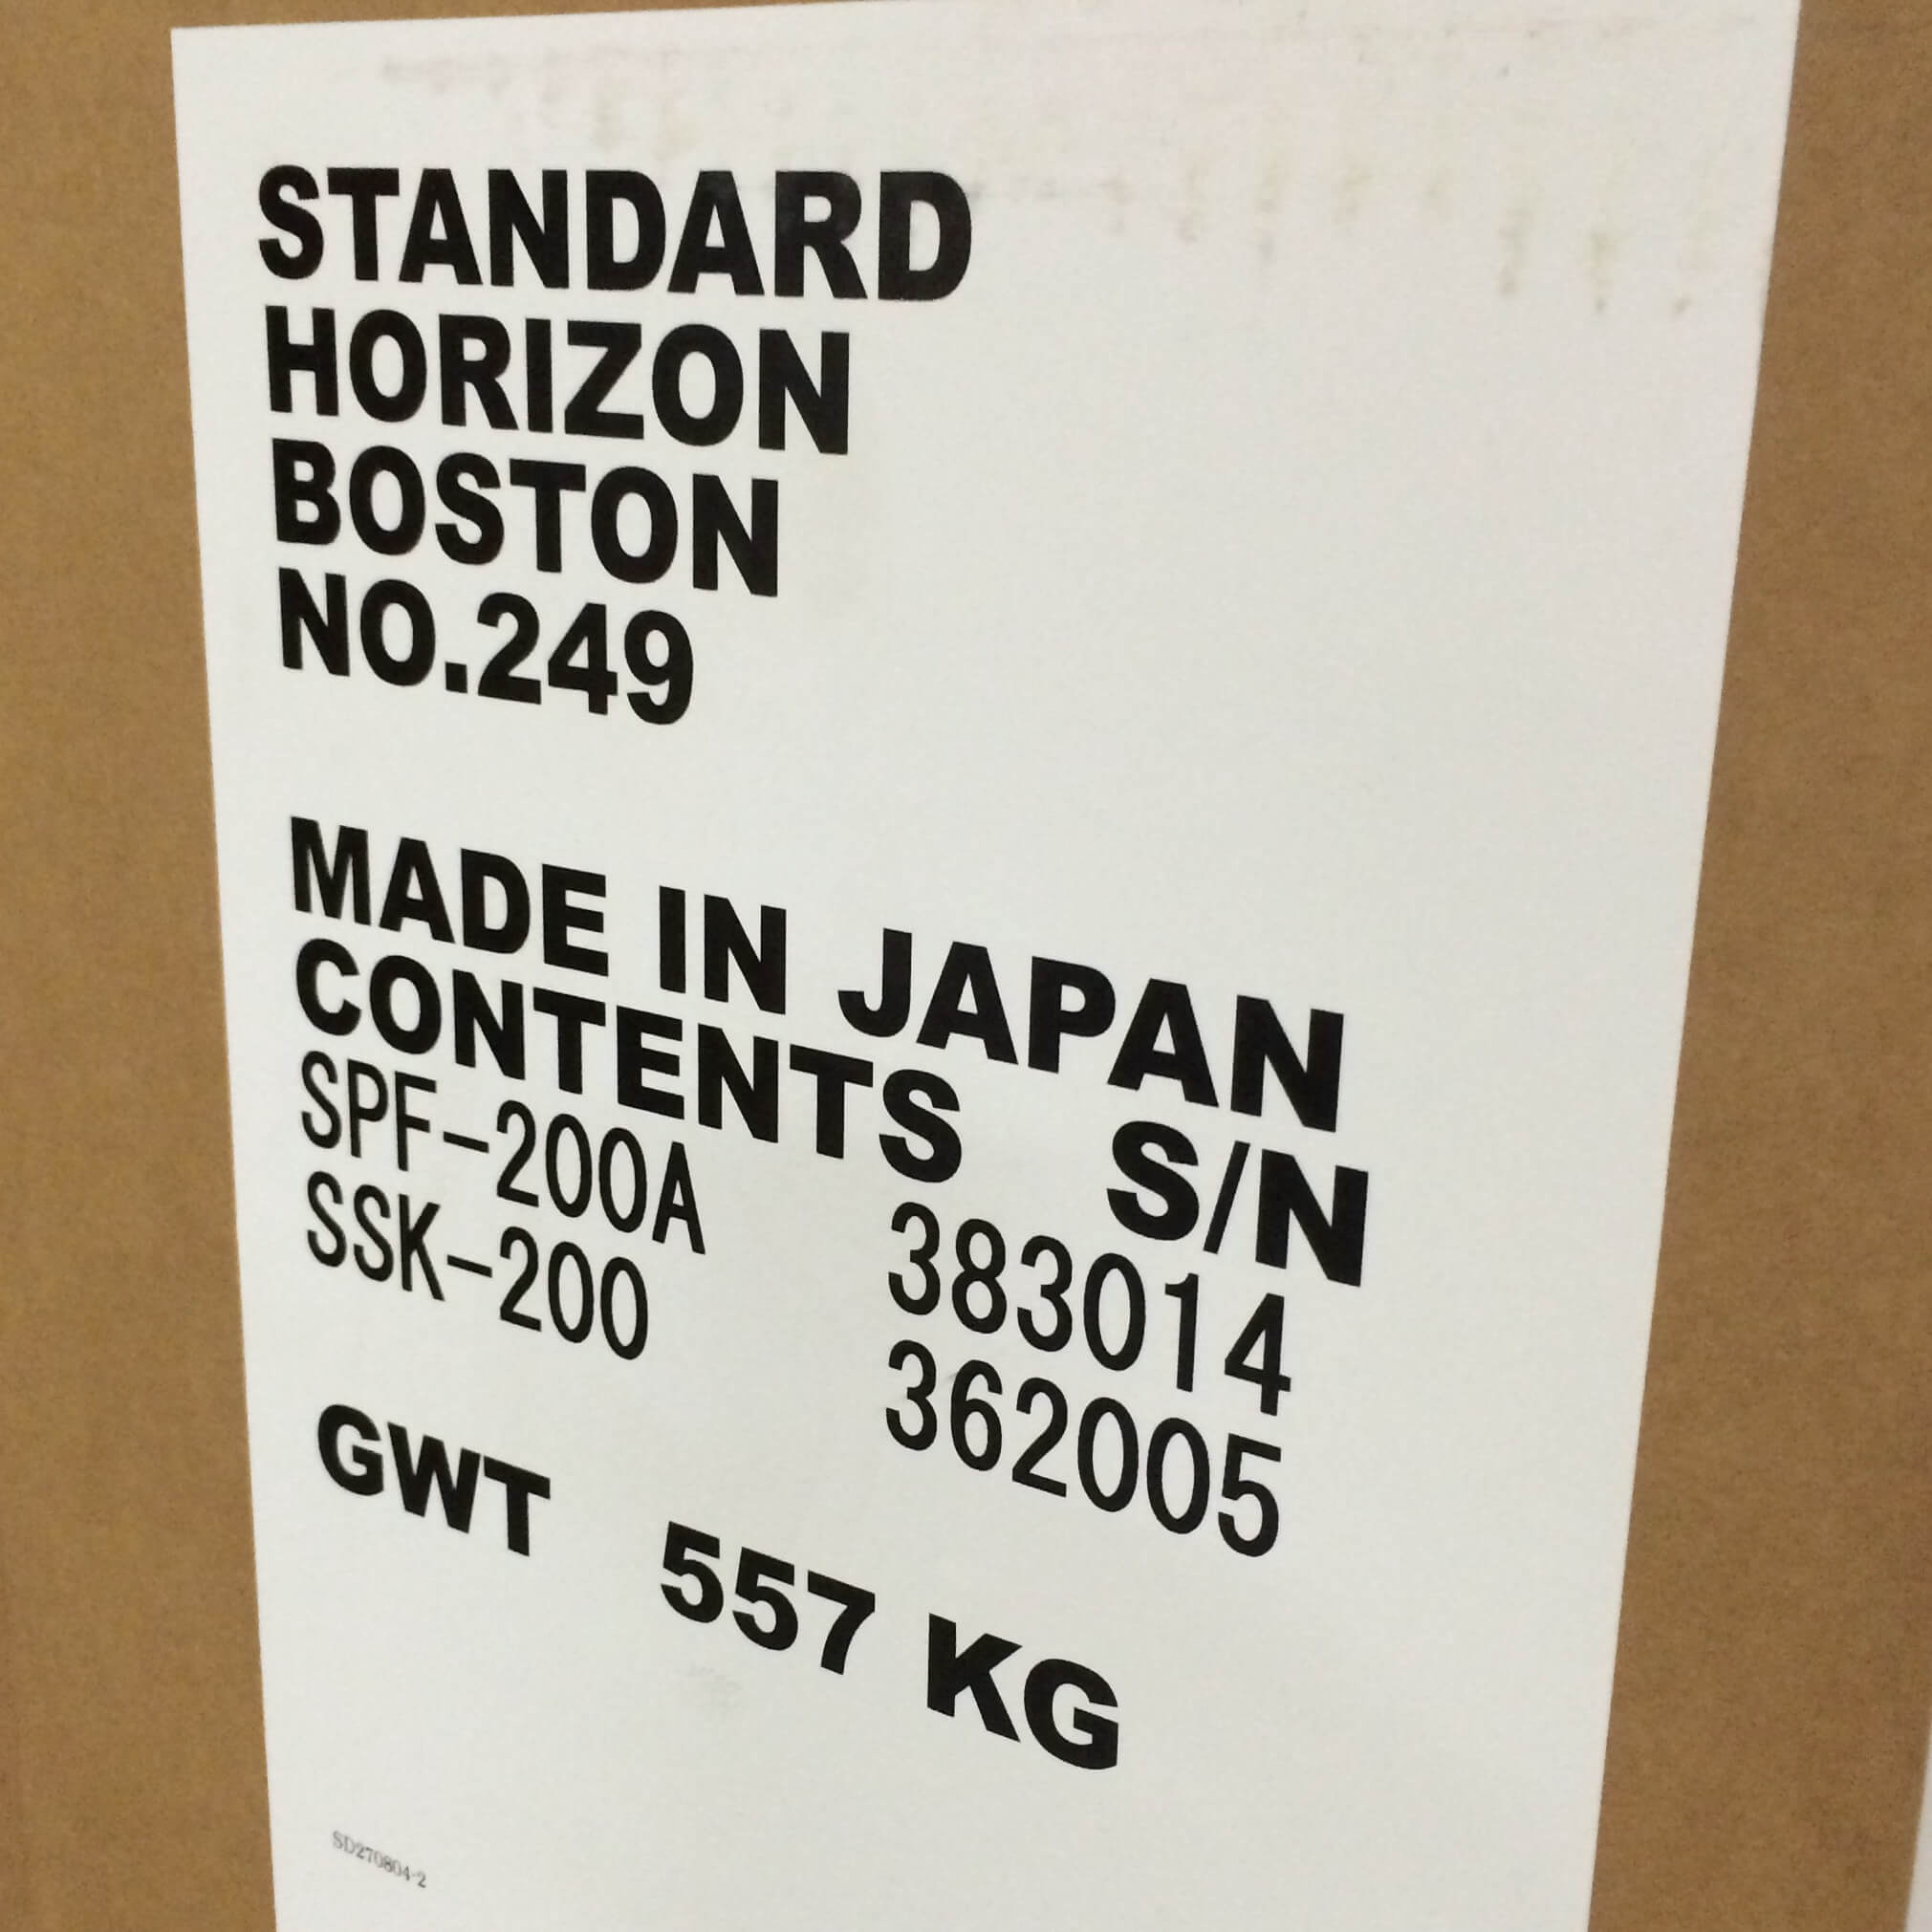 STANDARD
HORIZON
BOSTON
NO.249
MADE IN JAPAN
CONTENTS S/N
SPF-200A 383014
SSK-200 362005
GWT 557 KG
SD270804-2